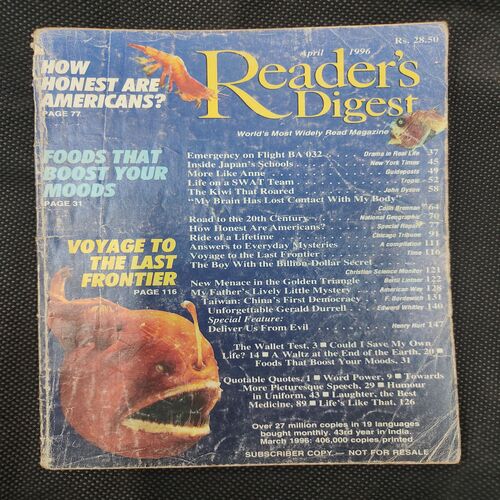 Rs. 28.50
April 1996
Reader's
Digest
World's Most Widely Read Magazine
HOW
HONEST ARE
AMERICANS?
PAGE 77
FOODS THAT
BOOST YOUR
MOODS
PAGE 31
VOYAGE TO
THE LAST
FRONTIER
PAGE 116
Emergency on Flight BA 032 . . . . Drama in Real Life 37
Inside Japan's Schools . . . . New York Times 45
More Like Anne . . . . Guideposts 49
Life on a SWAT Team . . . . Tropic 52
The Kiwi That Roared . . . . John Dyson 58
"My Brain Has Lost Contact With My Body"
Colin Brennan 64
Road to the 20th Century . . . . National Geographic 70
How Honest Are Americans? . . . . Special Report 77
Ride of a Lifetime . . . . Chicago Tribune 91
Answers to Everyday Mysteries . . . . A compilation 111
Voyage to the Last Frontier . . . . Time 116
The Boy With the Billion-Dollar Secret
Christian Science Monitor 121
New Menace in the Golden Triangle . . . . Bertil Lintner 122
My Father's Lively Little Mystery . . . . American Way 128
Taiwan: China's First Democracy . . . . F. Bordewich 131
Unforgettable Gerald Durrell . . . . Edward Whitley 140
Special Feature:
Deliver Us From Evil . . . . Henry Hurt 147
The Wallet Test, 3 ■ Could I Save My Own
Life? 14 ■ A Waltz at the End of the Earth, 20 ■
Foods That Boost Your Moods, 31
Quotable Quotes, 1 ■ Word Power, 9 ■ Towards
More Picturesque Speech, 29 ■ Humour
in Uniform, 43 ■ Laughter, the Best
Medicine, 89 ■ Life's Like That, 126
Over 27 million copies in 19 languages
bought monthly. 43rd year in India.
March 1996: 406,000 copies printed
SUBSCRIBER COPY — NOT FOR RESALE